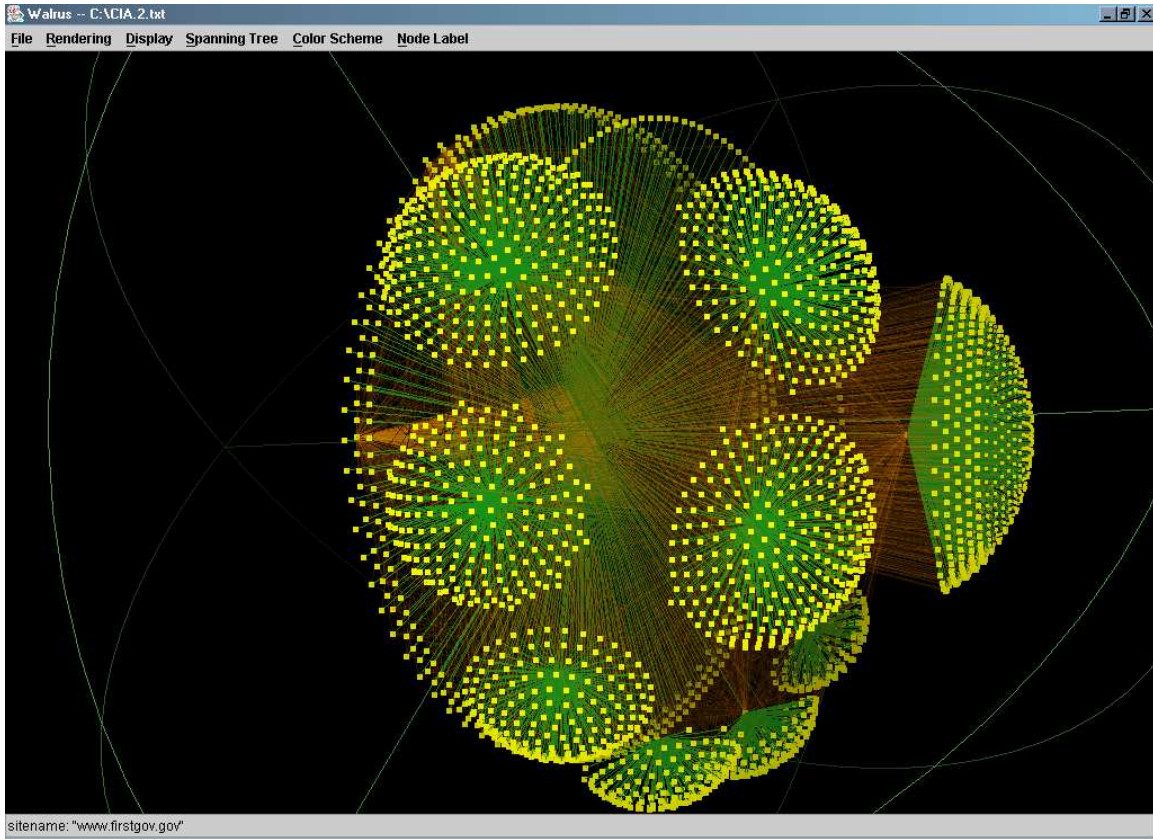 Walrus -- C:\CIA.2.txt
File Rendering Display Spanning Tree Color Scheme Node Label
sitename: "www.firstgov.gov"